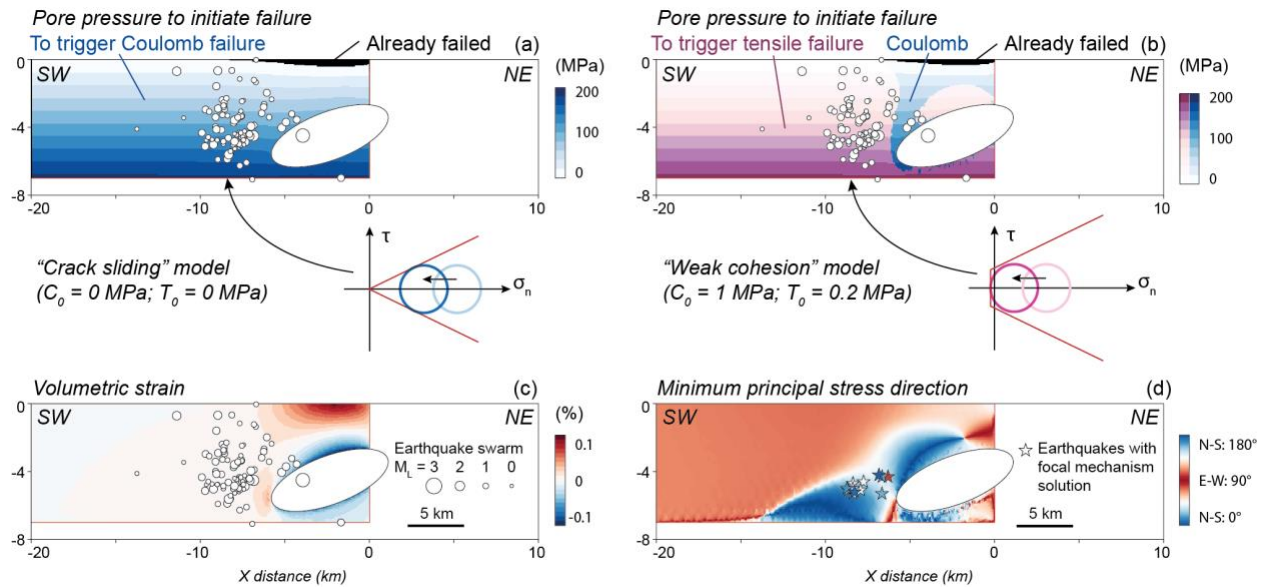 Pore pressure to initiate failure
To trigger Coulomb failure
Already failed
(a)
SW
NE
(MPa)
200
100
0
0
-4
-8
-20
-10
0
10
Pore pressure to initiate failure
To trigger tensile failure
Coulomb
Already failed
(b)
SW
NE
(MPa)
200
100
0
0
-4
-8
-20
-10
0
10
τ
σn
“Crack sliding” model
(C0 = 0 MPa; T0 = 0 MPa)
τ
σn
“Weak cohesion” model
(C0 = 1 MPa; T0 = 0.2 MPa)
Volumetric strain
(c)
SW
NE
(%)
0.1
0
-0.1
Earthquake swarm
ML = 3 2 1 0
5 km
0
-4
-8
-20
-10
0
10
X distance (km)
Minimum principal stress direction
(d)
SW
NE
Earthquakes with
focal mechanism
solution
5 km
N-S: 180°
E-W: 90°
N-S: 0°
0
-4
-8
-20
-10
0
10
X distance (km)